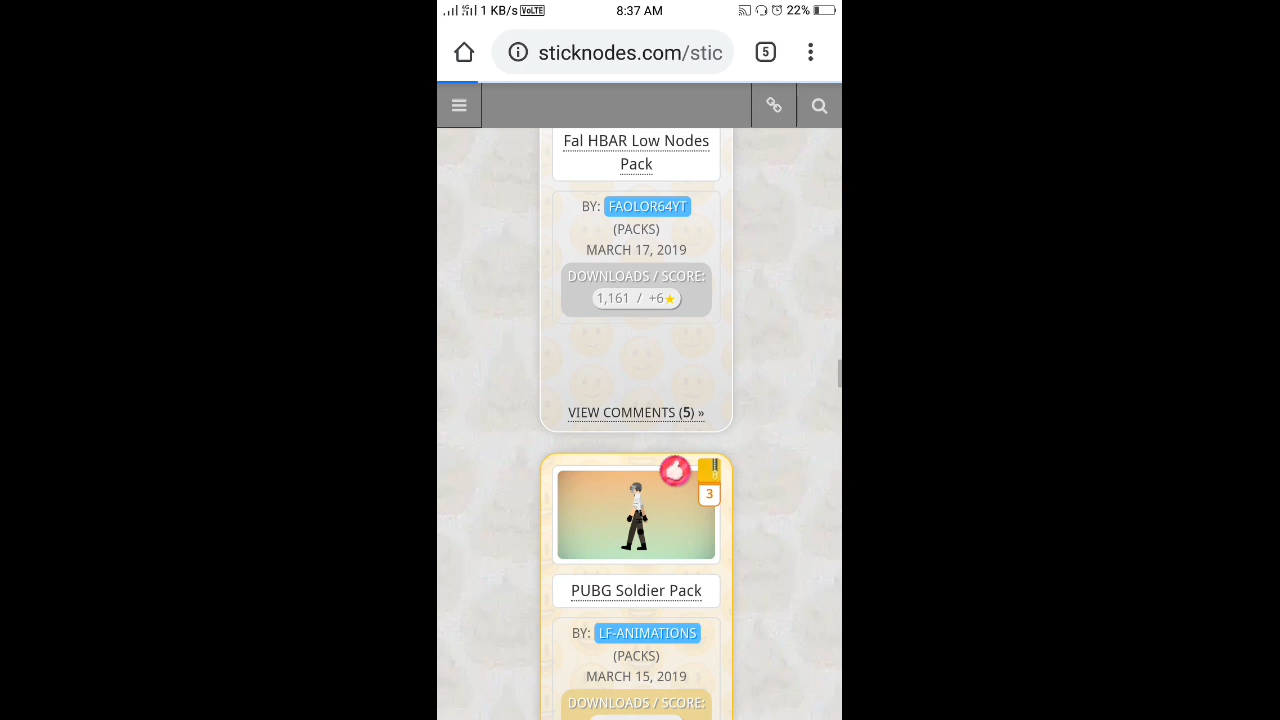 1 KB/s VoLTE 8:37 AM 22%
sticknodes.com/stic 5
Fal HBAR Low Nodes
Pack
BY: FAOLOR64YT
(PACKS)
MARCH 17, 2019
DOWNLOADS / SCORE:
1,161 / +6
VIEW COMMENTS (5) »
3
PUBG Soldier Pack
BY: LF-ANIMATIONS
(PACKS)
MARCH 15, 2019
DOWNLOADS / SCORE: